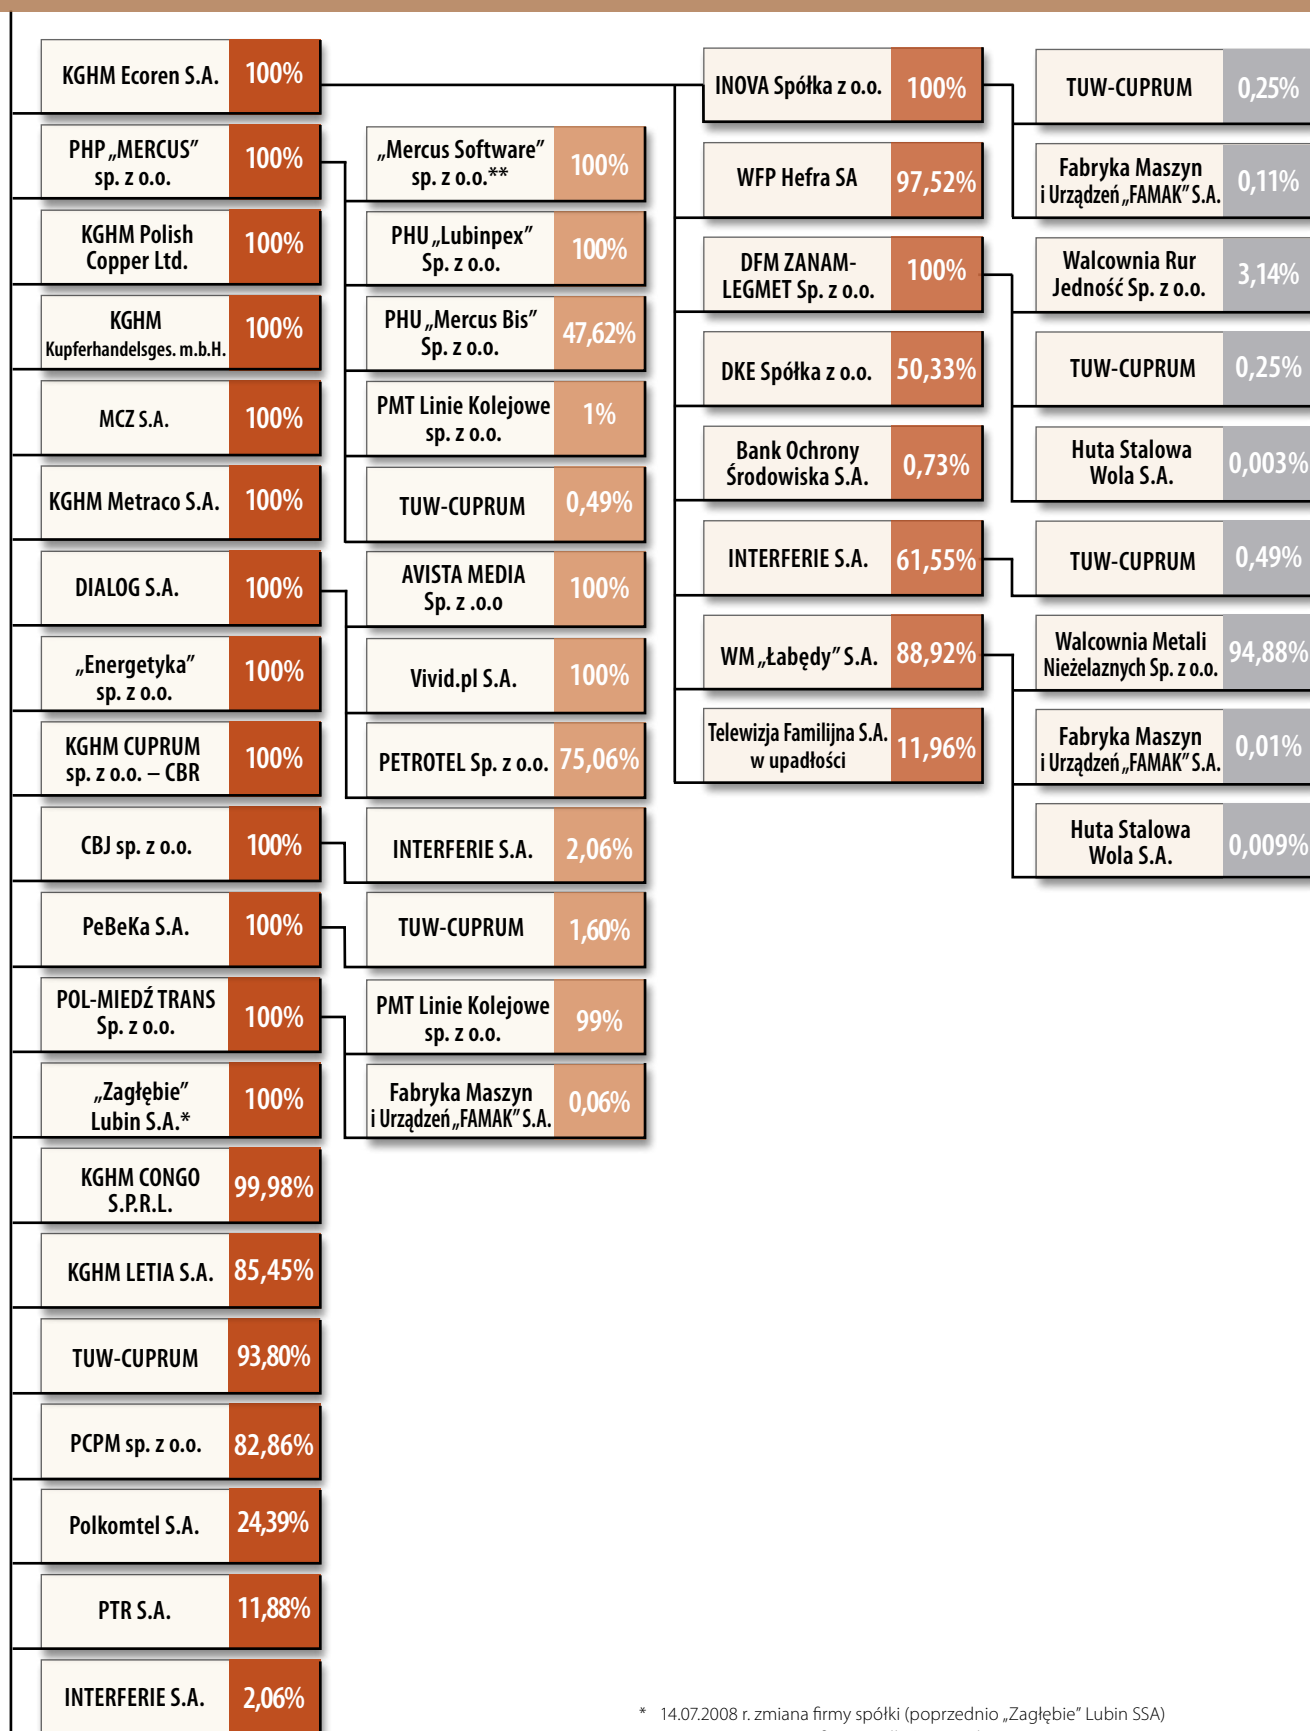 KGHM Ecoren S.A. 100%
PHP „MERCUS”
sp. z o.o.
100%
KGHM Polish
Copper Ltd.
100%
KGHM
Kupferhandelsges. m.b.H.
100%
MCZ S.A. 100%
KGHM Metraco S.A. 100%
DIALOG S.A. 100%
„Energetyka”
sp. z o.o.
100%
KGHM CUPRUM
sp. z o.o. – CBR
100%
CBJ sp. z o.o. 100%
PeBeKa S.A. 100%
POL-MIEDŹ TRANS
Sp. z o.o.
100%
„Zagłębie”
Lubin S.A.*
100%
KGHM CONGO
S.P.R.L.
99,98%
KGHM LETIA S.A. 85,45%
TUW-CUPRUM 93,80%
PCPM sp. z o.o. 82,86%
Polkomtel S.A. 24,39%
PTR S.A. 11,88%
INTERFERIE S.A. 2,06%
„Mercus Software”
sp. z o.o.**
100%
PHU „Lubinpex”
Sp. z o.o.
100%
PHU „Mercus Bis”
Sp. z o.o.
47,62%
PMT Linie Kolejowe
sp. z o.o.
1%
TUW-CUPRUM 0,49%
AVISTA MEDIA
Sp. z .o.o
100%
Vivid.pl S.A. 100%
PETROTEL Sp. z o.o. 75,06%
INTERFERIE S.A. 2,06%
TUW-CUPRUM 1,60%
PMT Linie Kolejowe
sp. z o.o.
99%
Fabryka Maszyn
i Urządzeń „FAMAK” S.A.
0,06%
INOVA Spółka z o.o. 100%
WFP Hefra SA 97,52%
DFM ZANAM-
LEGMET Sp. z o.o.
100%
DKE Spółka z o.o. 50,33%
Bank Ochrony
Środowiska S.A.
0,73%
INTERFERIE S.A. 61,55%
WM „Łabędy” S.A. 88,92%
Telewizja Familijna S.A.
w upadłości
11,96%
TUW-CUPRUM 0,25%
Fabryka Maszyn
i Urządzeń „FAMAK” S.A.
0,11%
Walcownia Rur
Jedność Sp. z o.o.
3,14%
TUW-CUPRUM 0,25%
Huta Stalowa
Wola S.A.
0,003%
TUW-CUPRUM 0,49%
Walcownia Metali
Nieżelaznych Sp. z o.o.
94,88%
Fabryka Maszyn
i Urządzeń „FAMAK” S.A.
0,01%
Huta Stalowa
Wola S.A.
0,009%
* 14.07.2008 r. zmiana firmy spółki (poprzednio „Zagłębie” Lubin SSA)